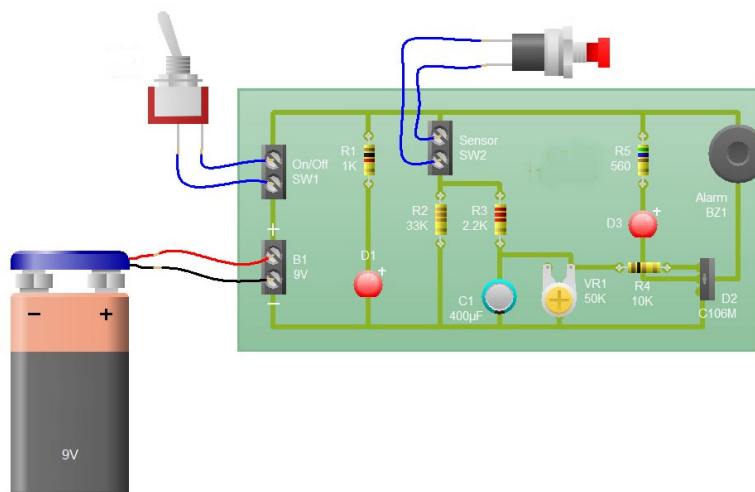 R1
1K
On/Off
SW1
Sensor
SW2
R5
560
Alarm
BZ1
R2
33K
R3
2.2K
D3
+
+
B1
9V
−
D1
+
C1
400µF
VR1
50K
R4
10K
D2
C106M
− +
9V